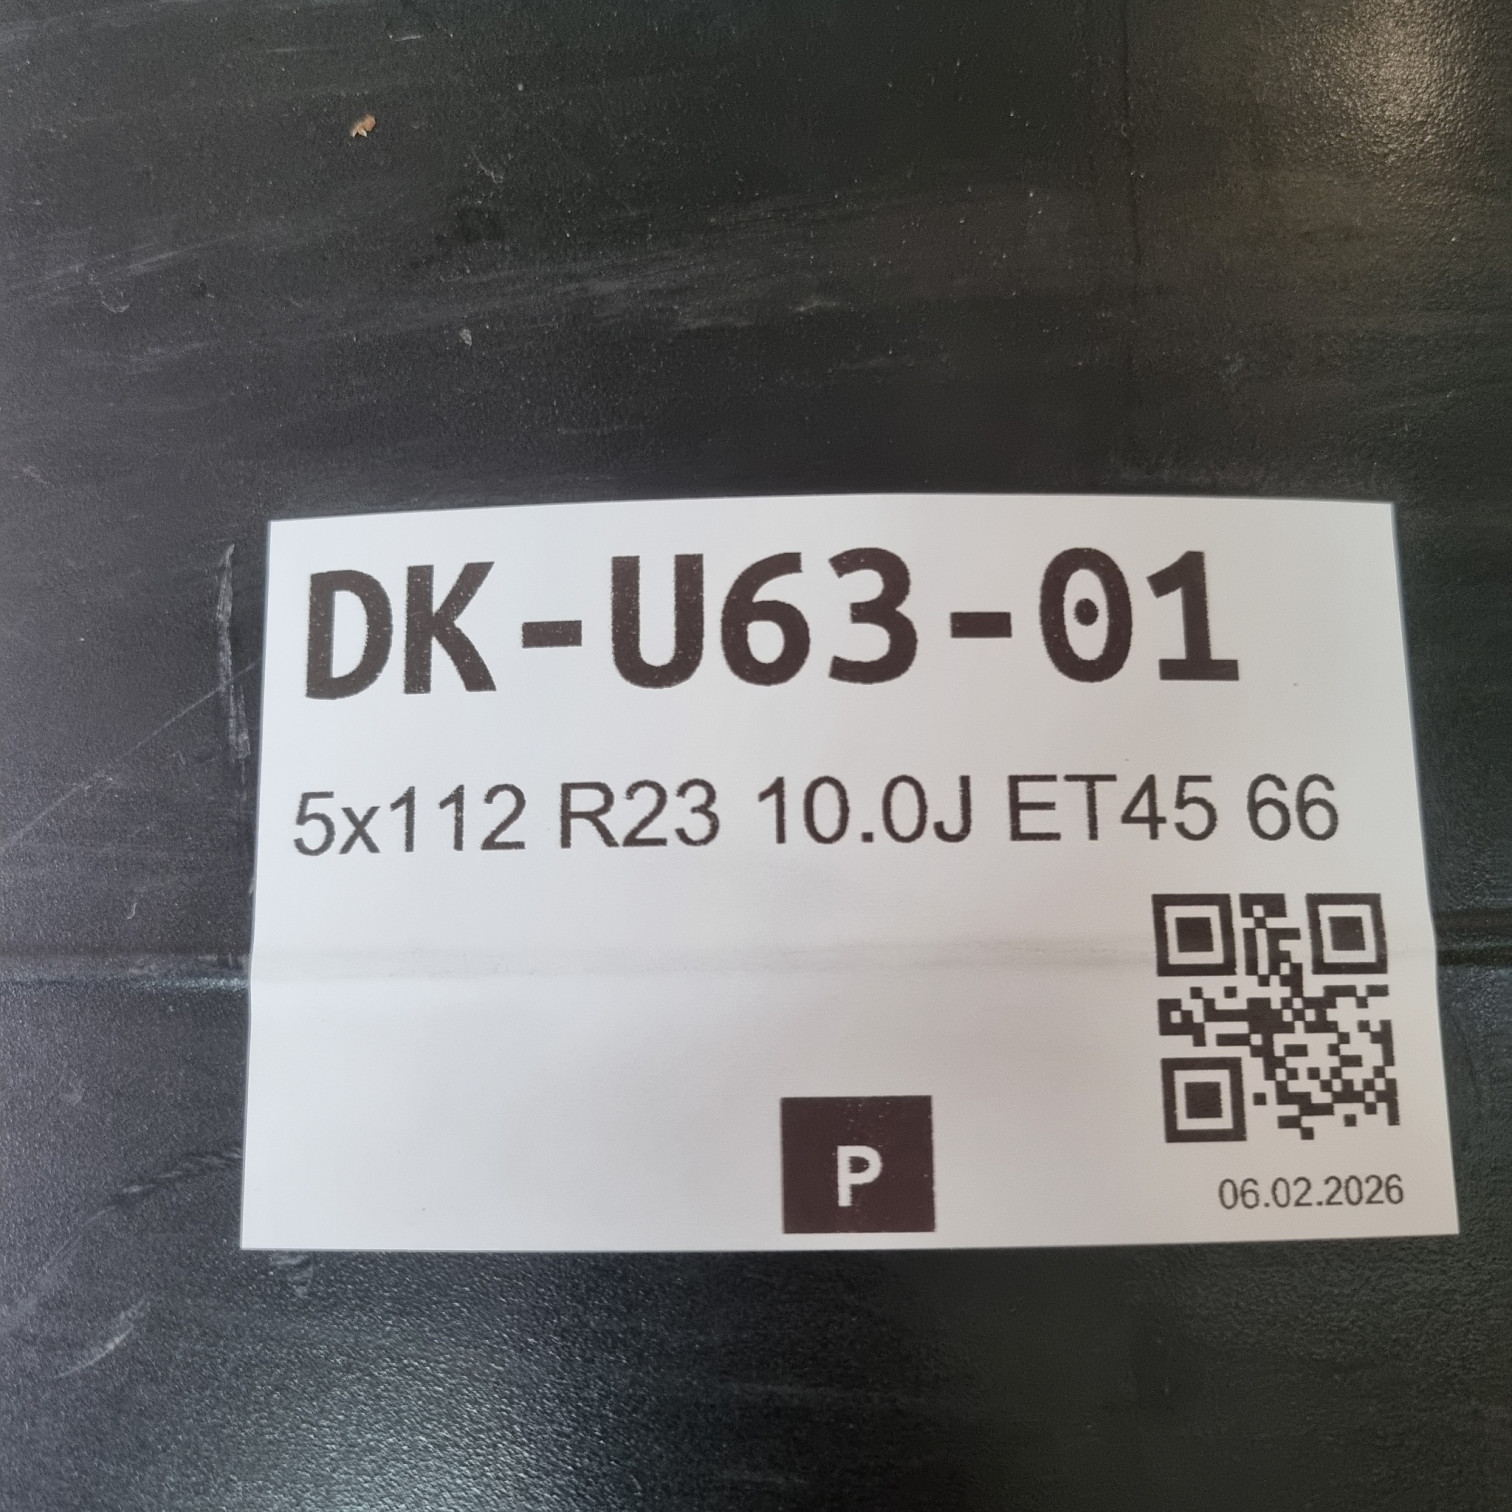 DK-U63-01
5x112 R23 10.0J ET45 66
P
06.02.2026